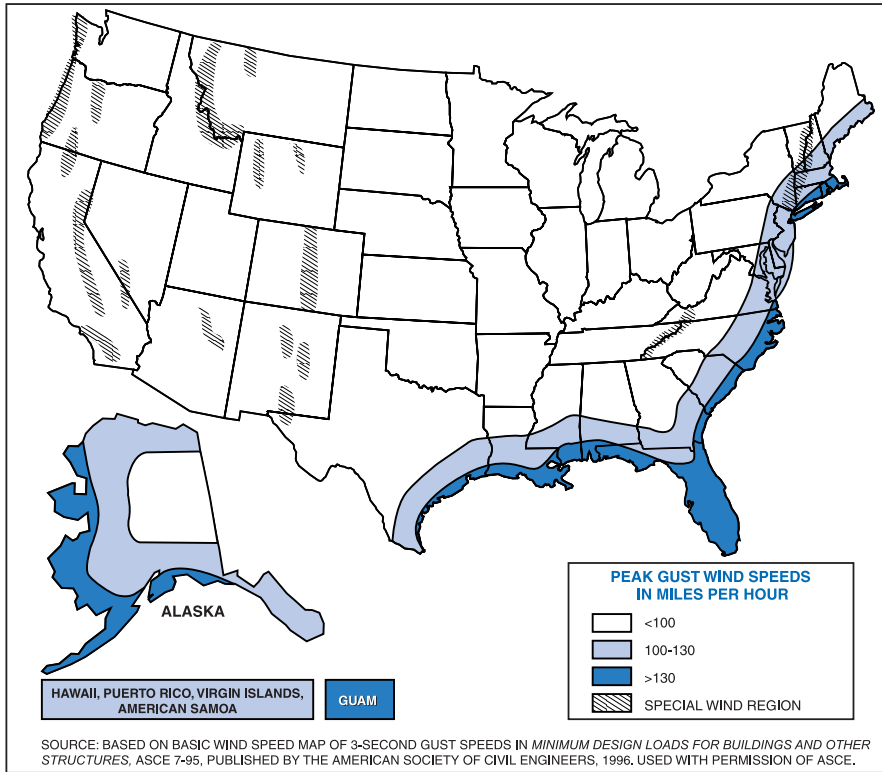 ALASKA
HAWAII, PUERTO RICO, VIRGIN ISLANDS,
AMERICAN SAMOA
GUAM
PEAK GUST WIND SPEEDS
IN MILES PER HOUR
<100
100-130
>130
SPECIAL WIND REGION
SOURCE: BASED ON BASIC WIND SPEED MAP OF 3-SECOND GUST SPEEDS IN MINIMUM DESIGN LOADS FOR BUILDINGS AND OTHER
STRUCTURES, ASCE 7-95, PUBLISHED BY THE AMERICAN SOCIETY OF CIVIL ENGINEERS, 1996. USED WITH PERMISSION OF ASCE.